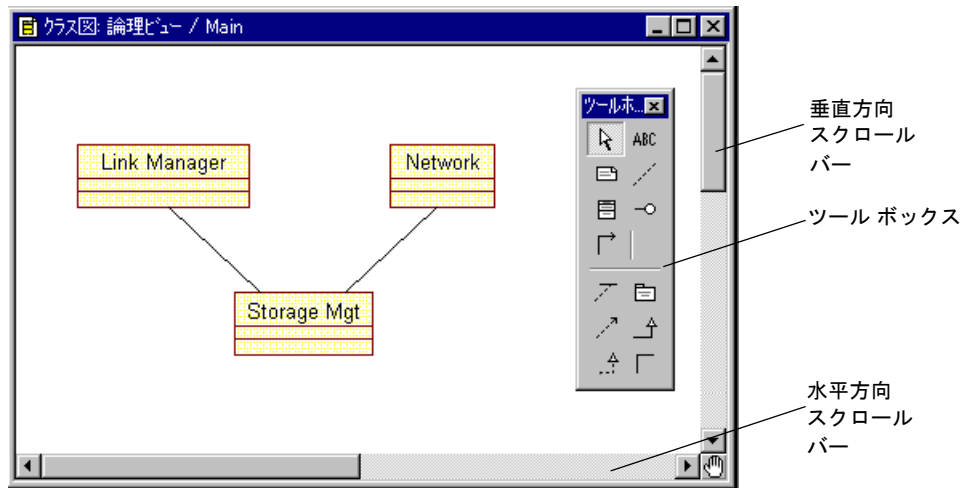 クラス図: 論理ビュー / Main
ツールホ...
ABC
Link Manager
Network
Storage Mgt
垂直方向
スクロール
バー
ツール ボックス
水平方向
スクロール
バー